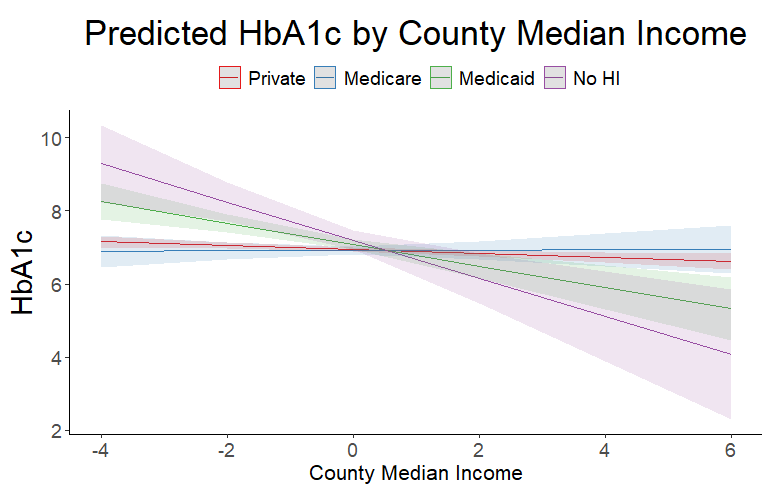 Predicted HbA1c by County Median Income
Private Medicare Medicaid No HI
HbA1c
10
8
6
4
2
-4 -2 0 2 4 6
County Median Income